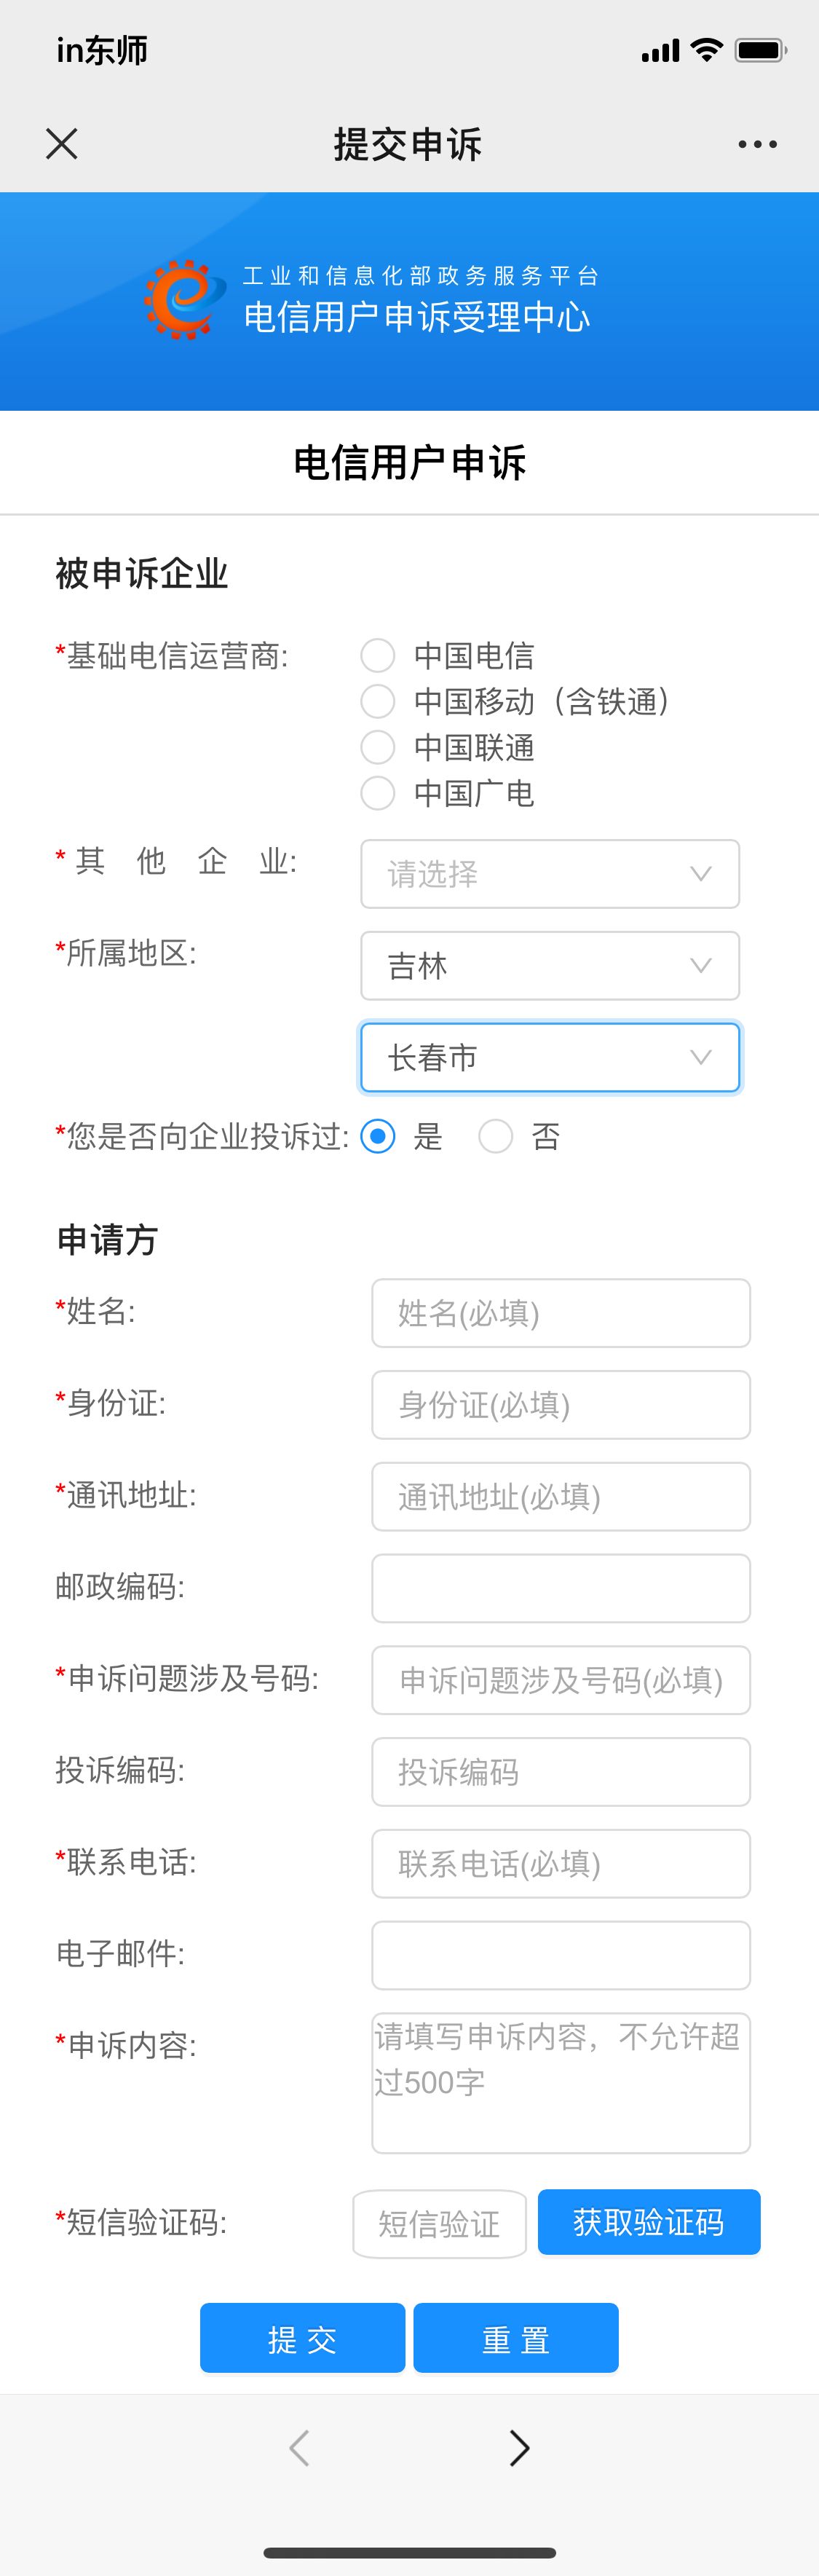 in东师
提交申诉
工业和信息化部政务服务平台
电信用户申诉受理中心
电信用户申诉
被申诉企业
*基础电信运营商:
中国电信
中国移动（含铁通）
中国联通
中国广电
* 其 他 企 业:
请选择
*所属地区:
吉林
长春市
*您是否向企业投诉过:
是 否
申请方
*姓名:
姓名(必填)
*身份证:
身份证(必填)
*通讯地址:
通讯地址(必填)
邮政编码:
*申诉问题涉及号码:
申诉问题涉及号码(必填)
投诉编码:
投诉编码
*联系电话:
联系电话(必填)
电子邮件:
*申诉内容:
请填写申诉内容，不允许超
过500字
*短信验证码:
短信验证
获取验证码
提 交
重 置